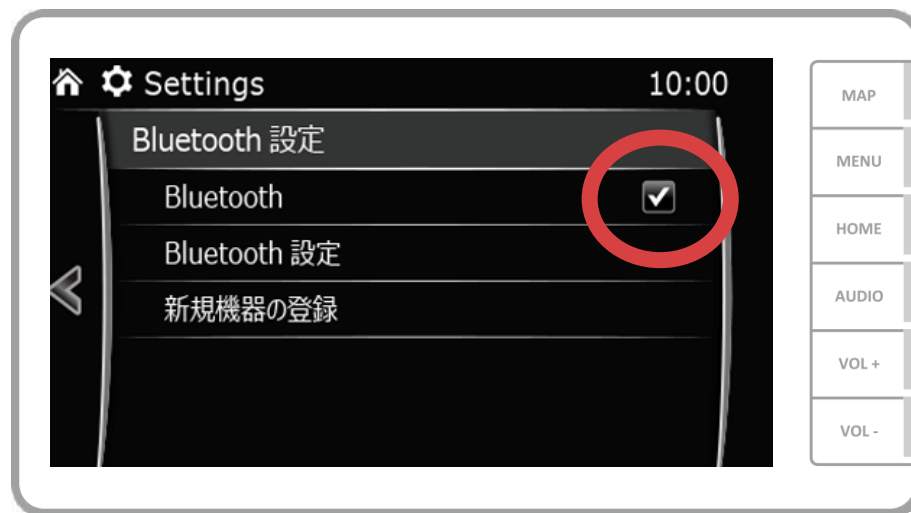 Settings 10:00
Bluetooth 設定
Bluetooth
Bluetooth 設定
新規機器の登録
MAP
MENU
HOME
AUDIO
VOL +
VOL -